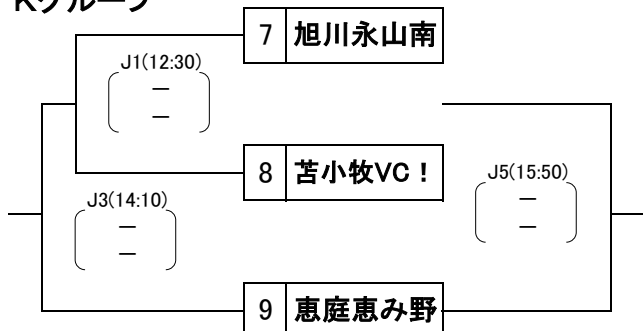 Kグループ
7 旭川永山南
J1(12:30)
－
－
8 苫小牧VC！
J5(15:50)
－
－
J3(14:10)
－
－
9 恵庭恵み野